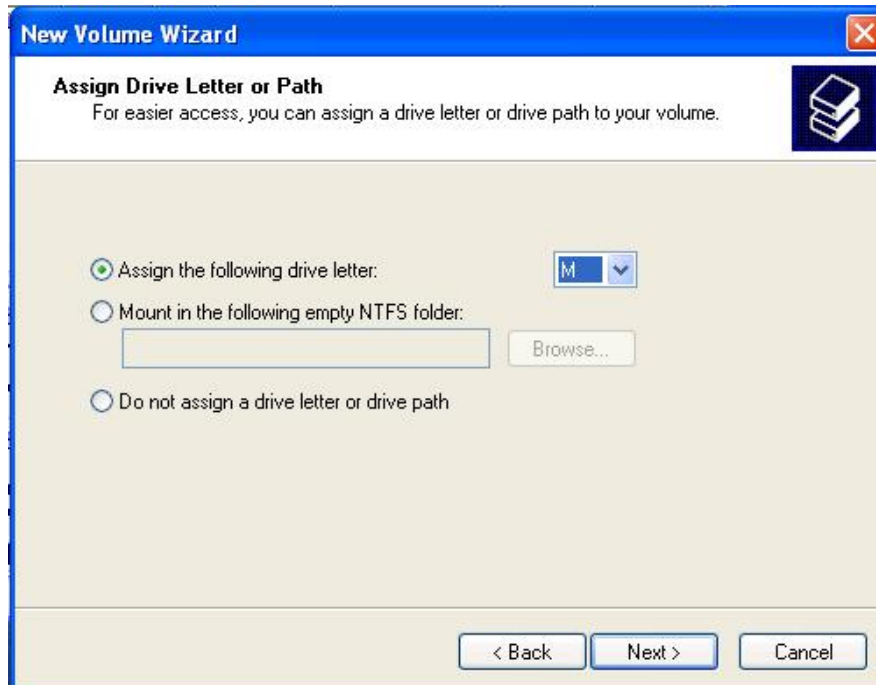 New Volume Wizard
Assign Drive Letter or Path
For easier access, you can assign a drive letter or drive path to your volume.
Assign the following drive letter: M
Mount in the following empty NTFS folder:
Browse...
Do not assign a drive letter or drive path
< Back Next > Cancel